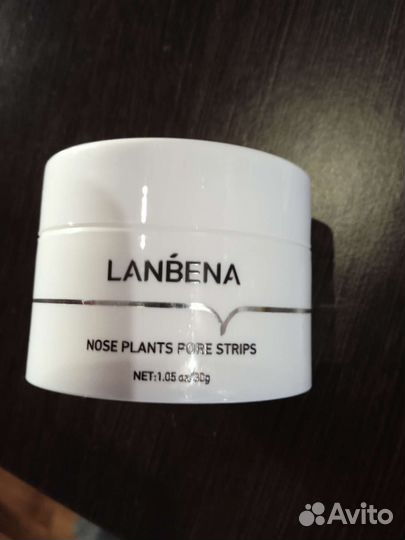 LANBENA
NOSE PLANTS PORE STRIPS
NET:1.05 oz/30g
Avito